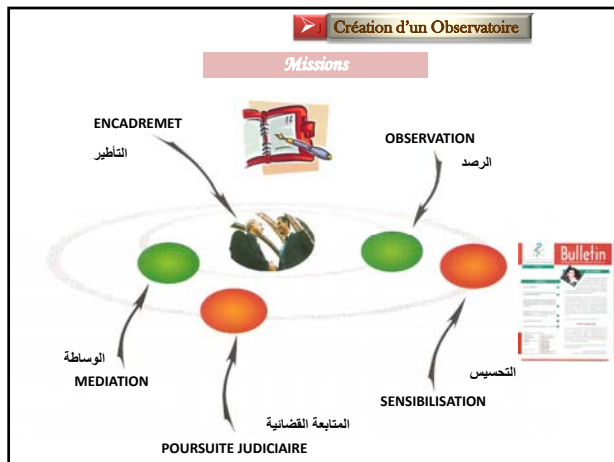 Création d'un Observatoire
Missions
ENCADREMET
التأطير
OBSERVATION
الرصد
Bulletin
الوساطة
MEDIATION
التحسيس
SENSIBILISATION
المتابعة القضائية
POURSUITE JUDICIAIRE